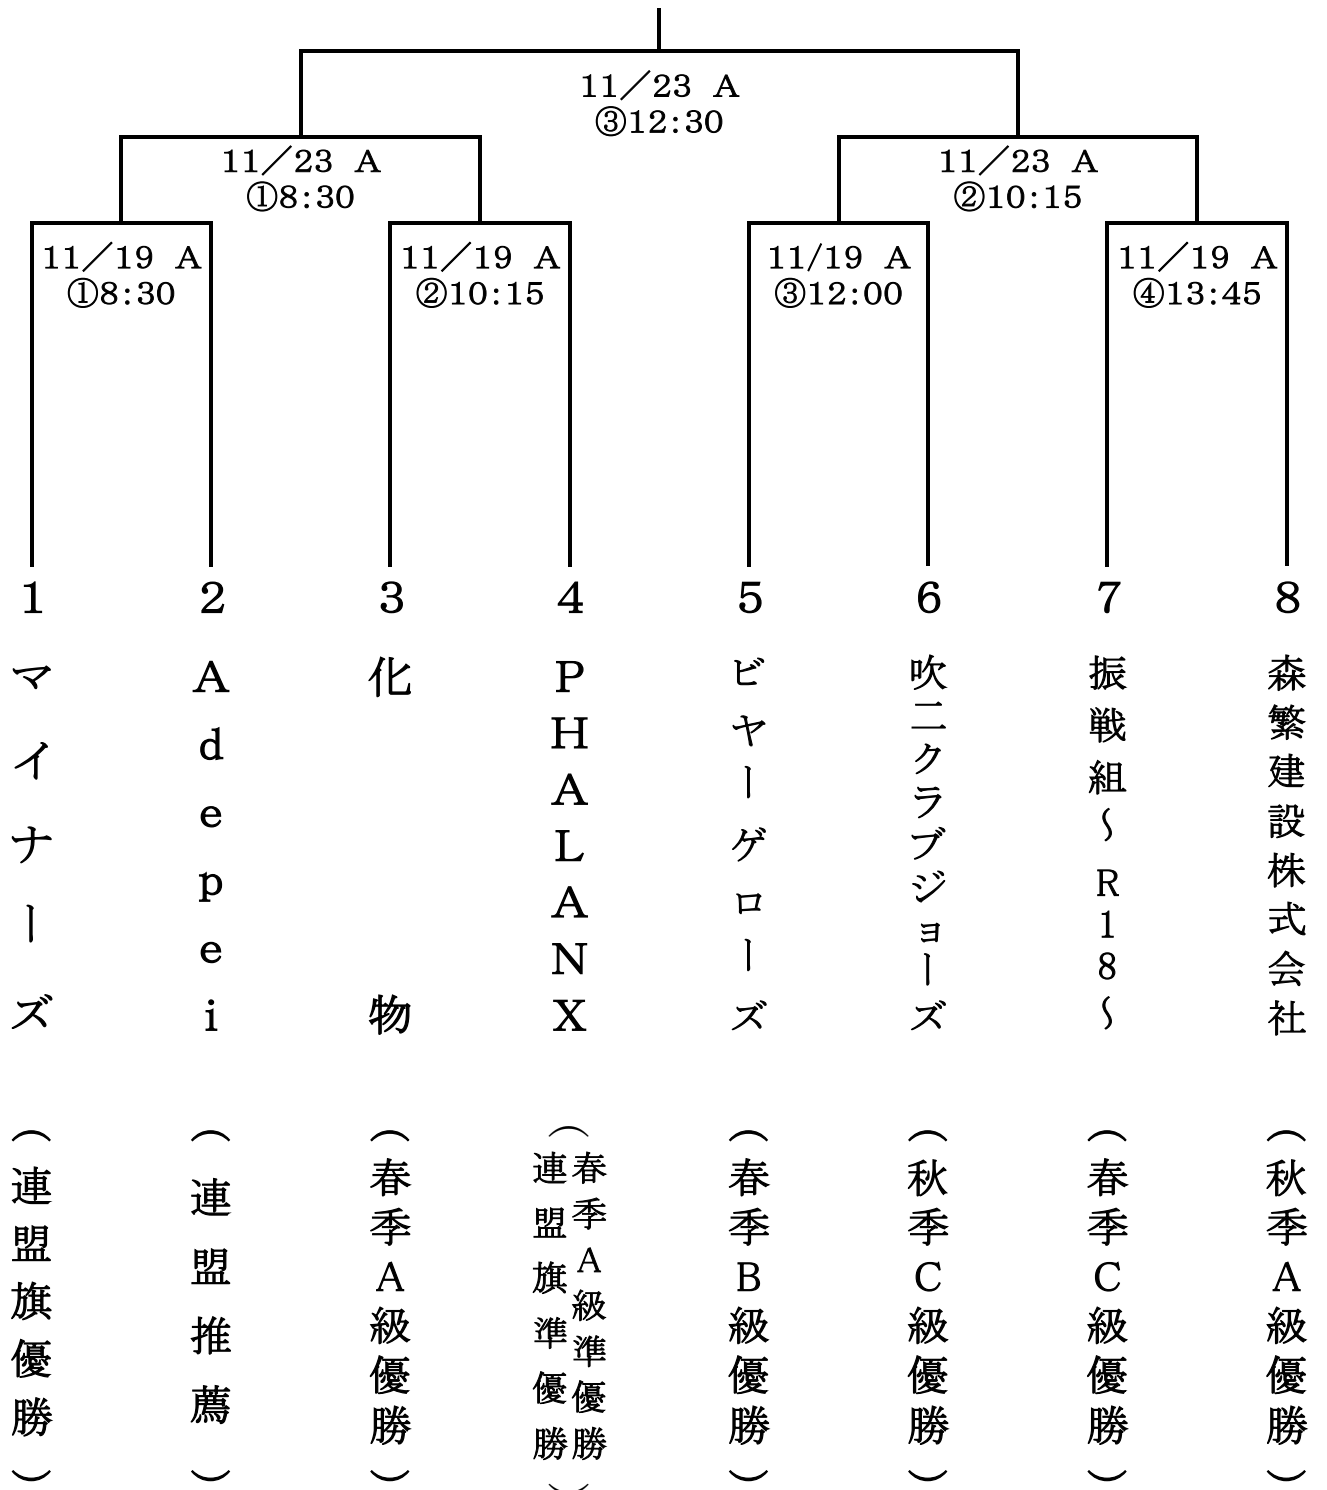 11／23 A
③12:30
11／23 A
①8:30
11／23 A
②10:15
11／19 A
①8:30
11／19 A
②10:15
11/19 A
③12:00
11／19 A
④13:45
1
マイナーズ
（連盟旗優勝）
2
Adepei
（連盟推薦）
3
化物
（春季A級優勝）
4
PHALANX
（春季A級準優勝
連盟旗準優勝）
5
ビヤーゲローズ
（春季B級優勝）
6
吹二クラブジョーズ
（秋季C級優勝）
7
振戦組～R18～
（春季C級優勝）
8
森繁建設株式会社
（秋季A級優勝）